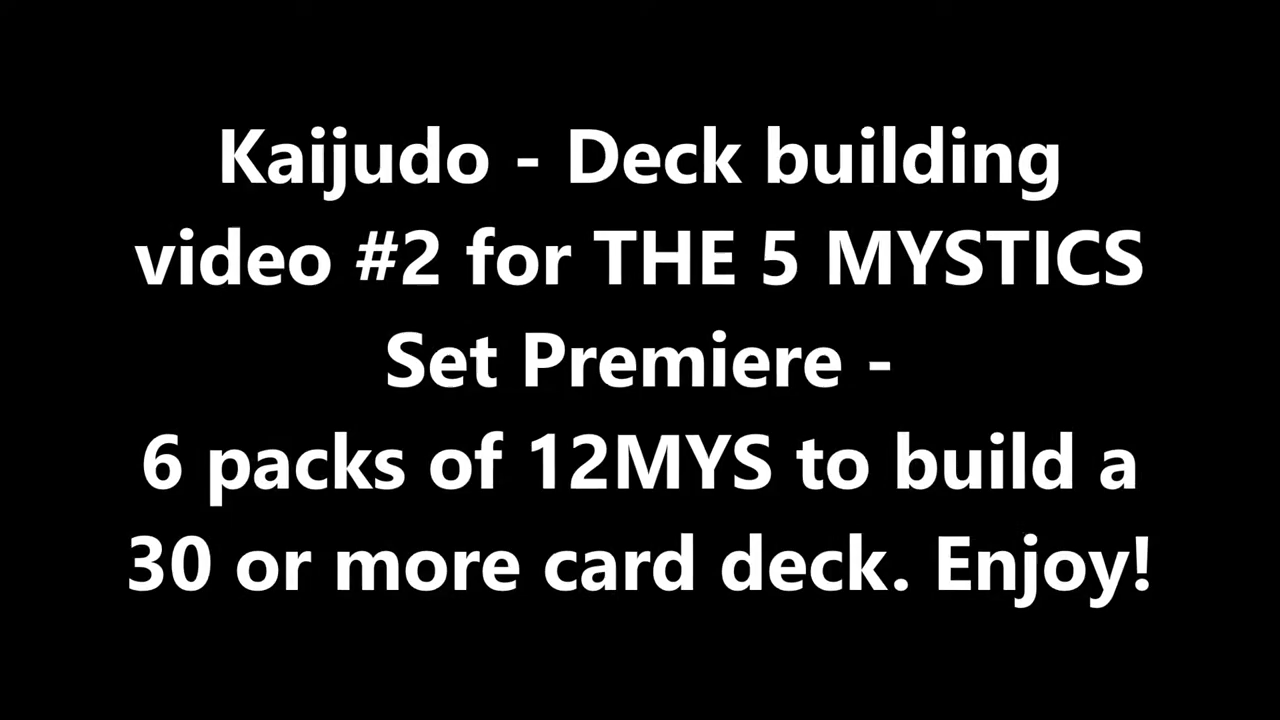 Kaijudo - Deck building
video #2 for THE 5 MYSTICS
Set Premiere -
6 packs of 12MYS to build a
30 or more card deck. Enjoy!